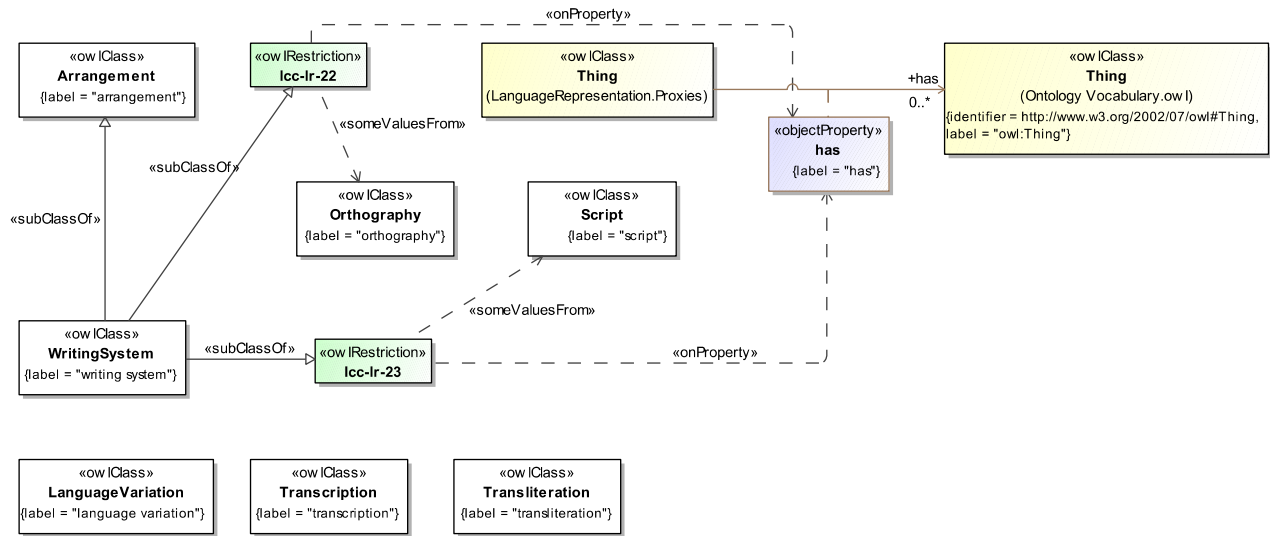 «onProperty»
«owlClass»
Arrangement
{label = "arrangement"}
«owlRestriction»
lcc-lr-22
«owlClass»
Thing
(LanguageRepresentation.Proxies)
+has
0..*
«owlClass»
Thing
(Ontology Vocabulary.owl)
{identifier = http://www.w3.org/2002/07/owl#Thing,
label = "owl:Thing"}
«someValuesFrom»
«objectProperty»
has
{label = "has"}
«subClassOf»
«owlClass»
Orthography
{label = "orthography"}
«owlClass»
Script
{label = "script"}
«subClassOf»
«someValuesFrom»
«owlClass»
WritingSystem
{label = "writing system"}
«subClassOf»
«owlRestriction»
lcc-lr-23
«onProperty»
«owlClass»
LanguageVariation
{label = "language variation"}
«owlClass»
Transcription
{label = "transcription"}
«owlClass»
Transliteration
{label = "transliteration"}